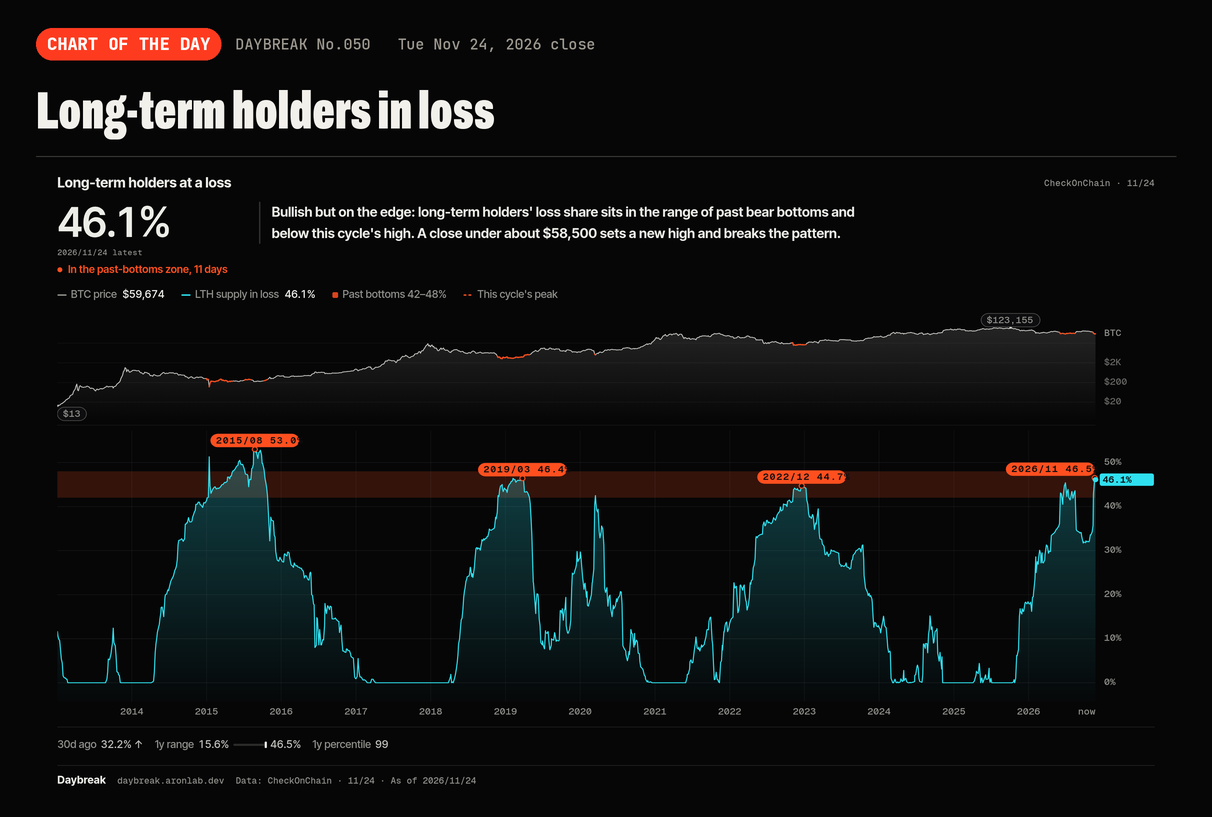 CHART OF THE DAY DAYBREAK No.050 Tue Nov 24, 2026 close
Long-term holders in loss
Long-term holders at a loss
CheckOnChain · 11/24
46.1%
Bullish but on the edge: long-term holders' loss share sits in the range of past bear bottoms and
below this cycle's high. A close under about $58,500 sets a new high and breaks the pattern.
2026/11/24 latest
In the past-bottoms zone, 11 days
BTC price $59,674 LTH supply in loss 46.1% Past bottoms 42–48% This cycle's peak
$123,155
BTC
$2K
$200
$20
$13
2015/08 53.0
2019/03 46.4
2022/12 44.7
2026/11 46.5
50%
46.1%
40%
30%
20%
10%
0%
2014 2015 2016 2017 2018 2019 2020 2021 2022 2023 2024 2025 2026 now
30d ago 32.2% ↑ 1y range 15.6% 46.5% 1y percentile 99
Daybreak daybreak.aronlab.dev Data: CheckOnChain · 11/24 · As of 2026/11/24